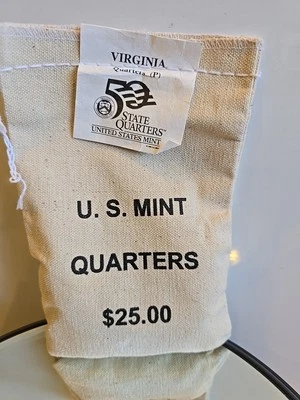 VIRGINIA
Quarters (P)
50
STATE
QUARTERS
UNITED STATES MINT
U. S. MINT
QUARTERS
$25.00